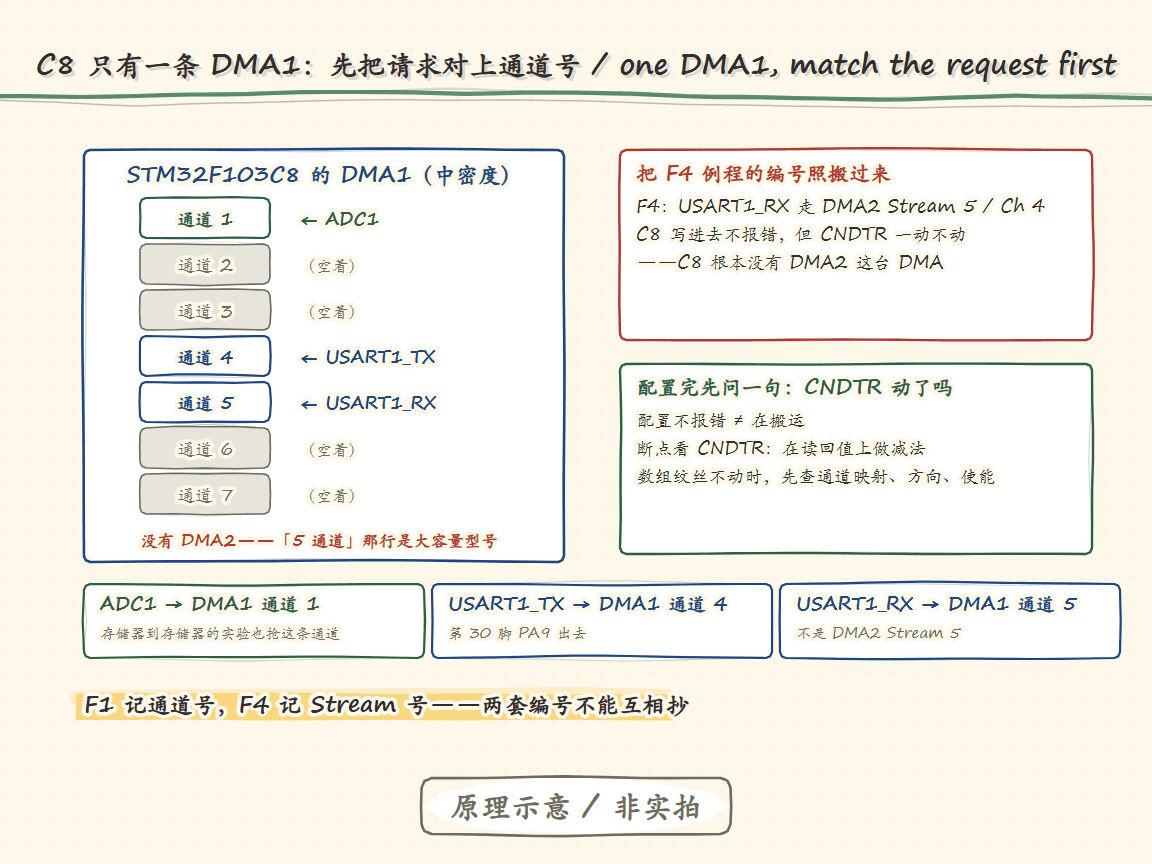 C8 只有一条 DMA1：先把请求对上通道号 / one DMA1, match the request first
STM32F103C8 的 DMA1（中密度）
通道 1 ← ADC1
通道 2 （空着）
通道 3 （空着）
通道 4 ← USART1_TX
通道 5 ← USART1_RX
通道 6 （空着）
通道 7 （空着）
没有 DMA2——「5 通道」那行是大容量型号
把 F4 例程的编号照搬过来
F4：USART1_RX 走 DMA2 Stream 5 / Ch 4
C8 写进去不报错，但 CNDTR 一动不动
——C8 根本没有 DMA2 这台 DMA
配置完先问一句：CNDTR 动了吗
配置不报错 ≠ 在搬运
断点看 CNDTR：在读回值上做减法
数组纹丝不动时，先查通道映射、方向、使能
ADC1 → DMA1 通道 1
存储器到存储器的实验也抢这条通道
USART1_TX → DMA1 通道 4
第 30 脚 PA9 出去
USART1_RX → DMA1 通道 5
不是 DMA2 Stream 5
F1 记通道号，F4 记 Stream 号——两套编号不能互相抄
原理示意 / 非实拍